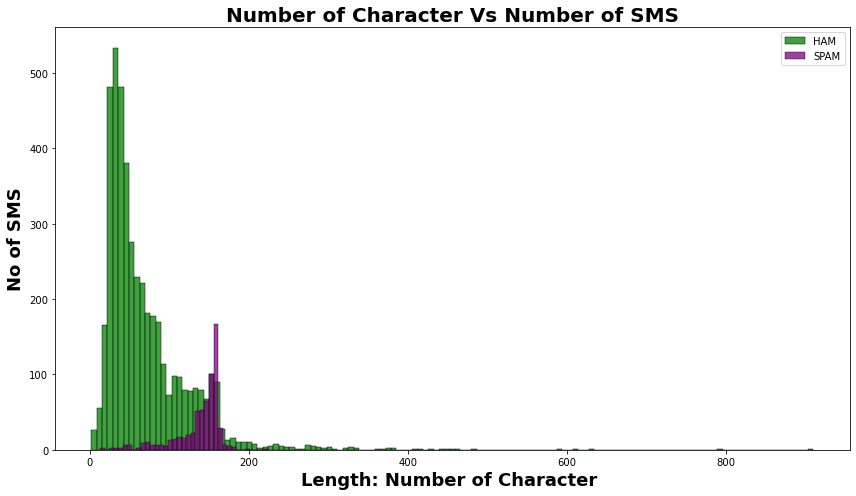 Number of Character Vs Number of SMS
HAM
SPAM
500
400
300
200
100
0
No of SMS
0 200 400 600 800
Length: Number of Character